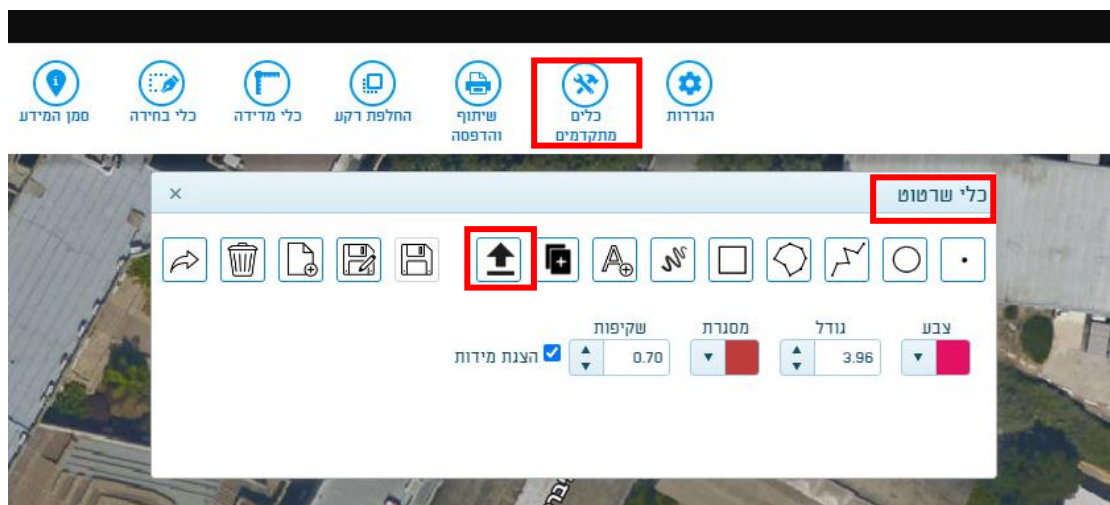 הגדרות
כלים
מתקדמים
שיתוף
והדפסה
החלפת רקע
כלי מדידה
כלי בחירה
סמן המידע
כלי שרטוט
צבע
גודל
מסגרת
שקיפות
3.96
0.70
הצגת מידות